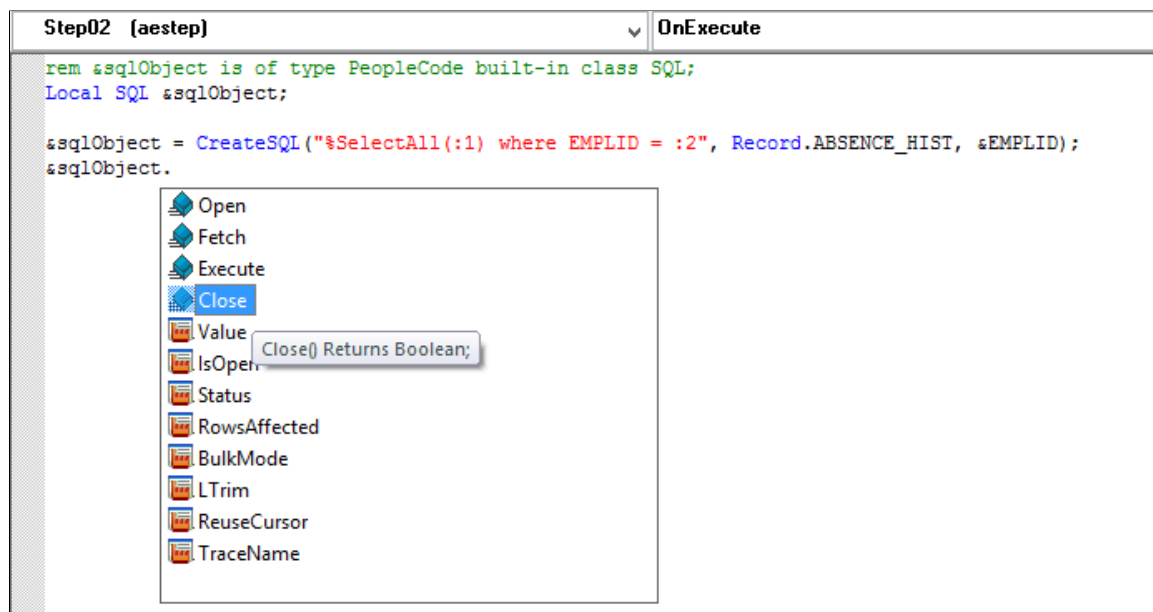 Step02 (aestep) OnExecute
rem &sqlObject is of type PeopleCode built-in class SQL;
Local SQL &sqlObject;
&sqlObject = CreateSQL("%SelectAll(:1) where EMPLID = :2", Record.ABSENCE_HIST, &EMPLID);
&sqlObject.
Open
Fetch
Execute
Close
Value
Close() Returns Boolean;
IsOpen
Status
RowsAffected
BulkMode
LTrim
ReuseCursor
TraceName